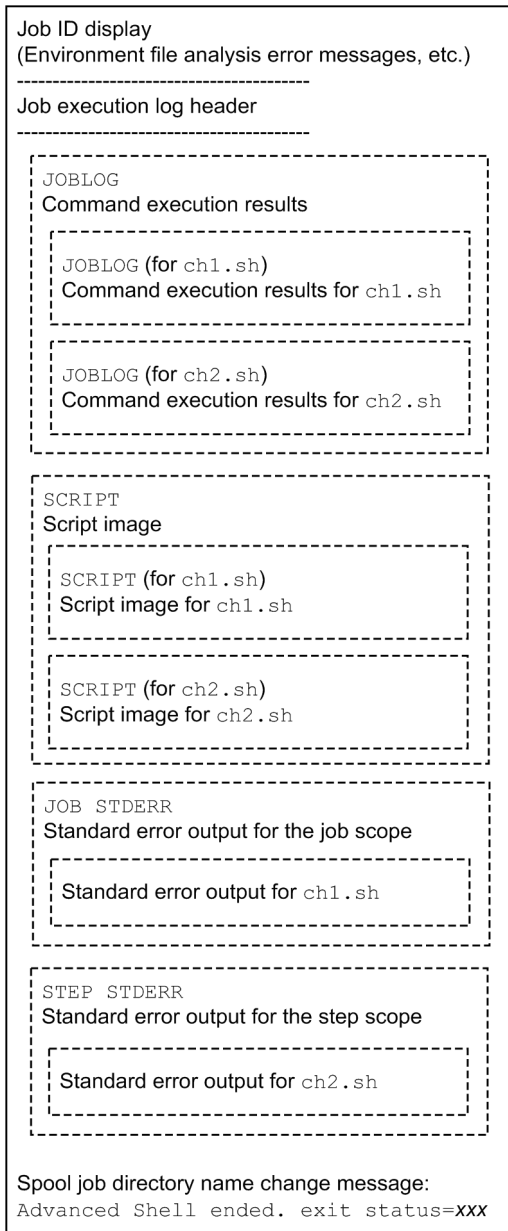 Job ID display
(Environment file analysis error messages, etc.)
-----------------------------------------
Job execution log header
-----------------------------------------
JOBLOG
Command execution results
JOBLOG (for ch1.sh)
Command execution results for ch1.sh
JOBLOG (for ch2.sh)
Command execution results for ch2.sh
SCRIPT
Script image
SCRIPT (for ch1.sh)
Script image for ch1.sh
SCRIPT (for ch2.sh)
Script image for ch2.sh
JOB STDERR
Standard error output for the job scope
Standard error output for ch1.sh
STEP STDERR
Standard error output for the step scope
Standard error output for ch2.sh
Spool job directory name change message:
Advanced Shell ended. exit status=xxx